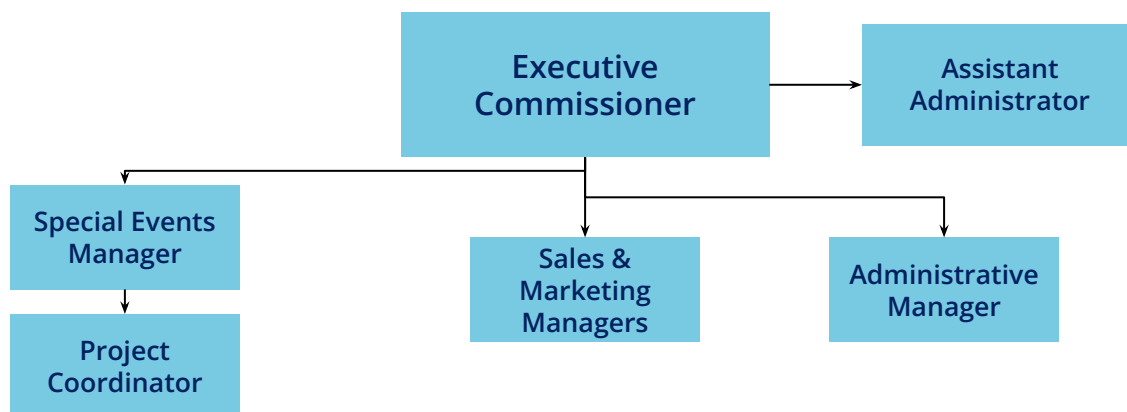 Executive
Commissioner
Assistant
Administrator
Special Events
Manager
Sales &
Marketing
Managers
Administrative
Manager
Project
Coordinator